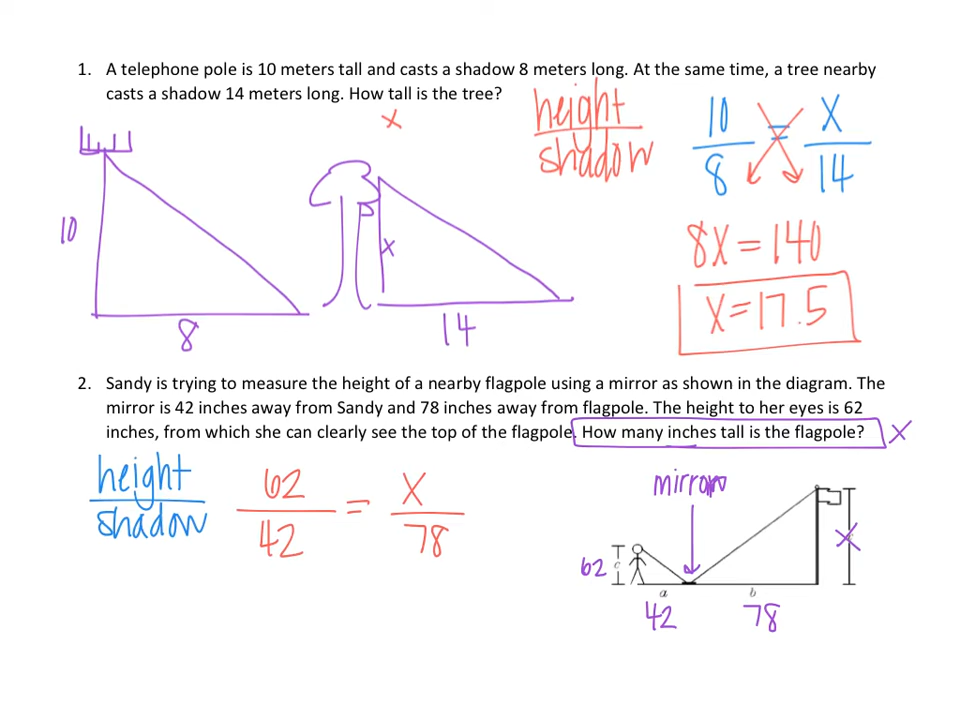 1. A telephone pole is 10 meters tall and casts a shadow 8 meters long. At the same time, a tree nearby
casts a shadow 14 meters long. How tall is the tree?
x
height
shadow
10 = x
8 14
10
x
8
14
8x = 140
x = 17.5
2. Sandy is trying to measure the height of a nearby flagpole using a mirror as shown in the diagram. The
mirror is 42 inches away from Sandy and 78 inches away from flagpole. The height to her eyes is 62
inches, from which she can clearly see the top of the flagpole. How many inches tall is the flagpole? x
height
shadow
62 = x
42 78
mirror
x
62 c
a b
42 78